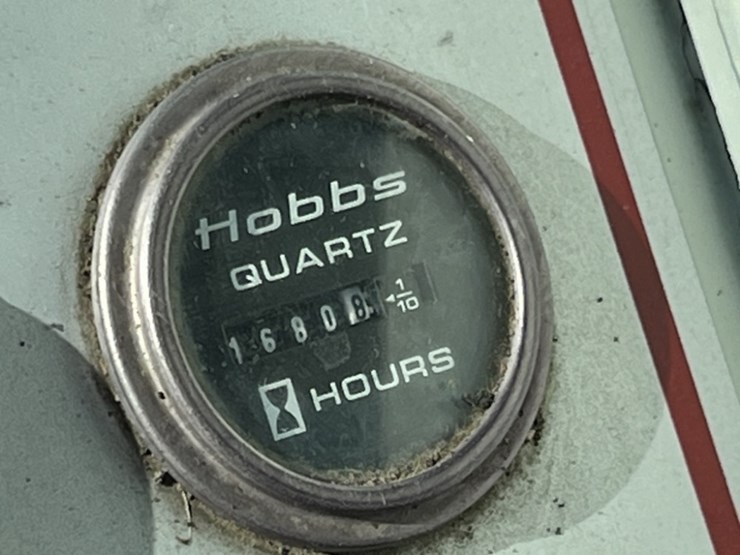 Hobbs
QUARTZ
16808 ◄1/10
HOURS